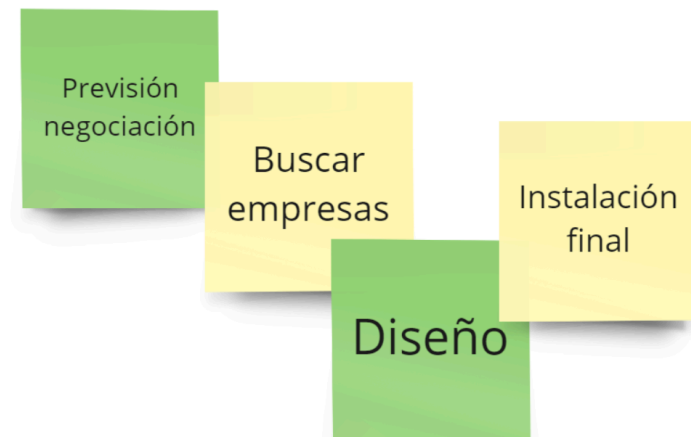 Previsión
negociación
Buscar
empresas
Instalación
final
Diseño